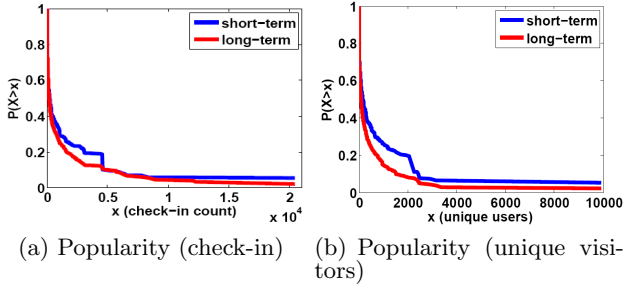 1
0.8
0.6
0.4
0.2
0
P(X>x)
short-term
long-term
0 0.5 1 1.5 2
x (check-in count)
x 10^4
(a) Popularity (check-in)
1
0.8
0.6
0.4
0.2
0
P(X>x)
short-term
long-term
0 2000 4000 6000 8000 10000
x (unique users)
(b) Popularity (unique visi-
tors)